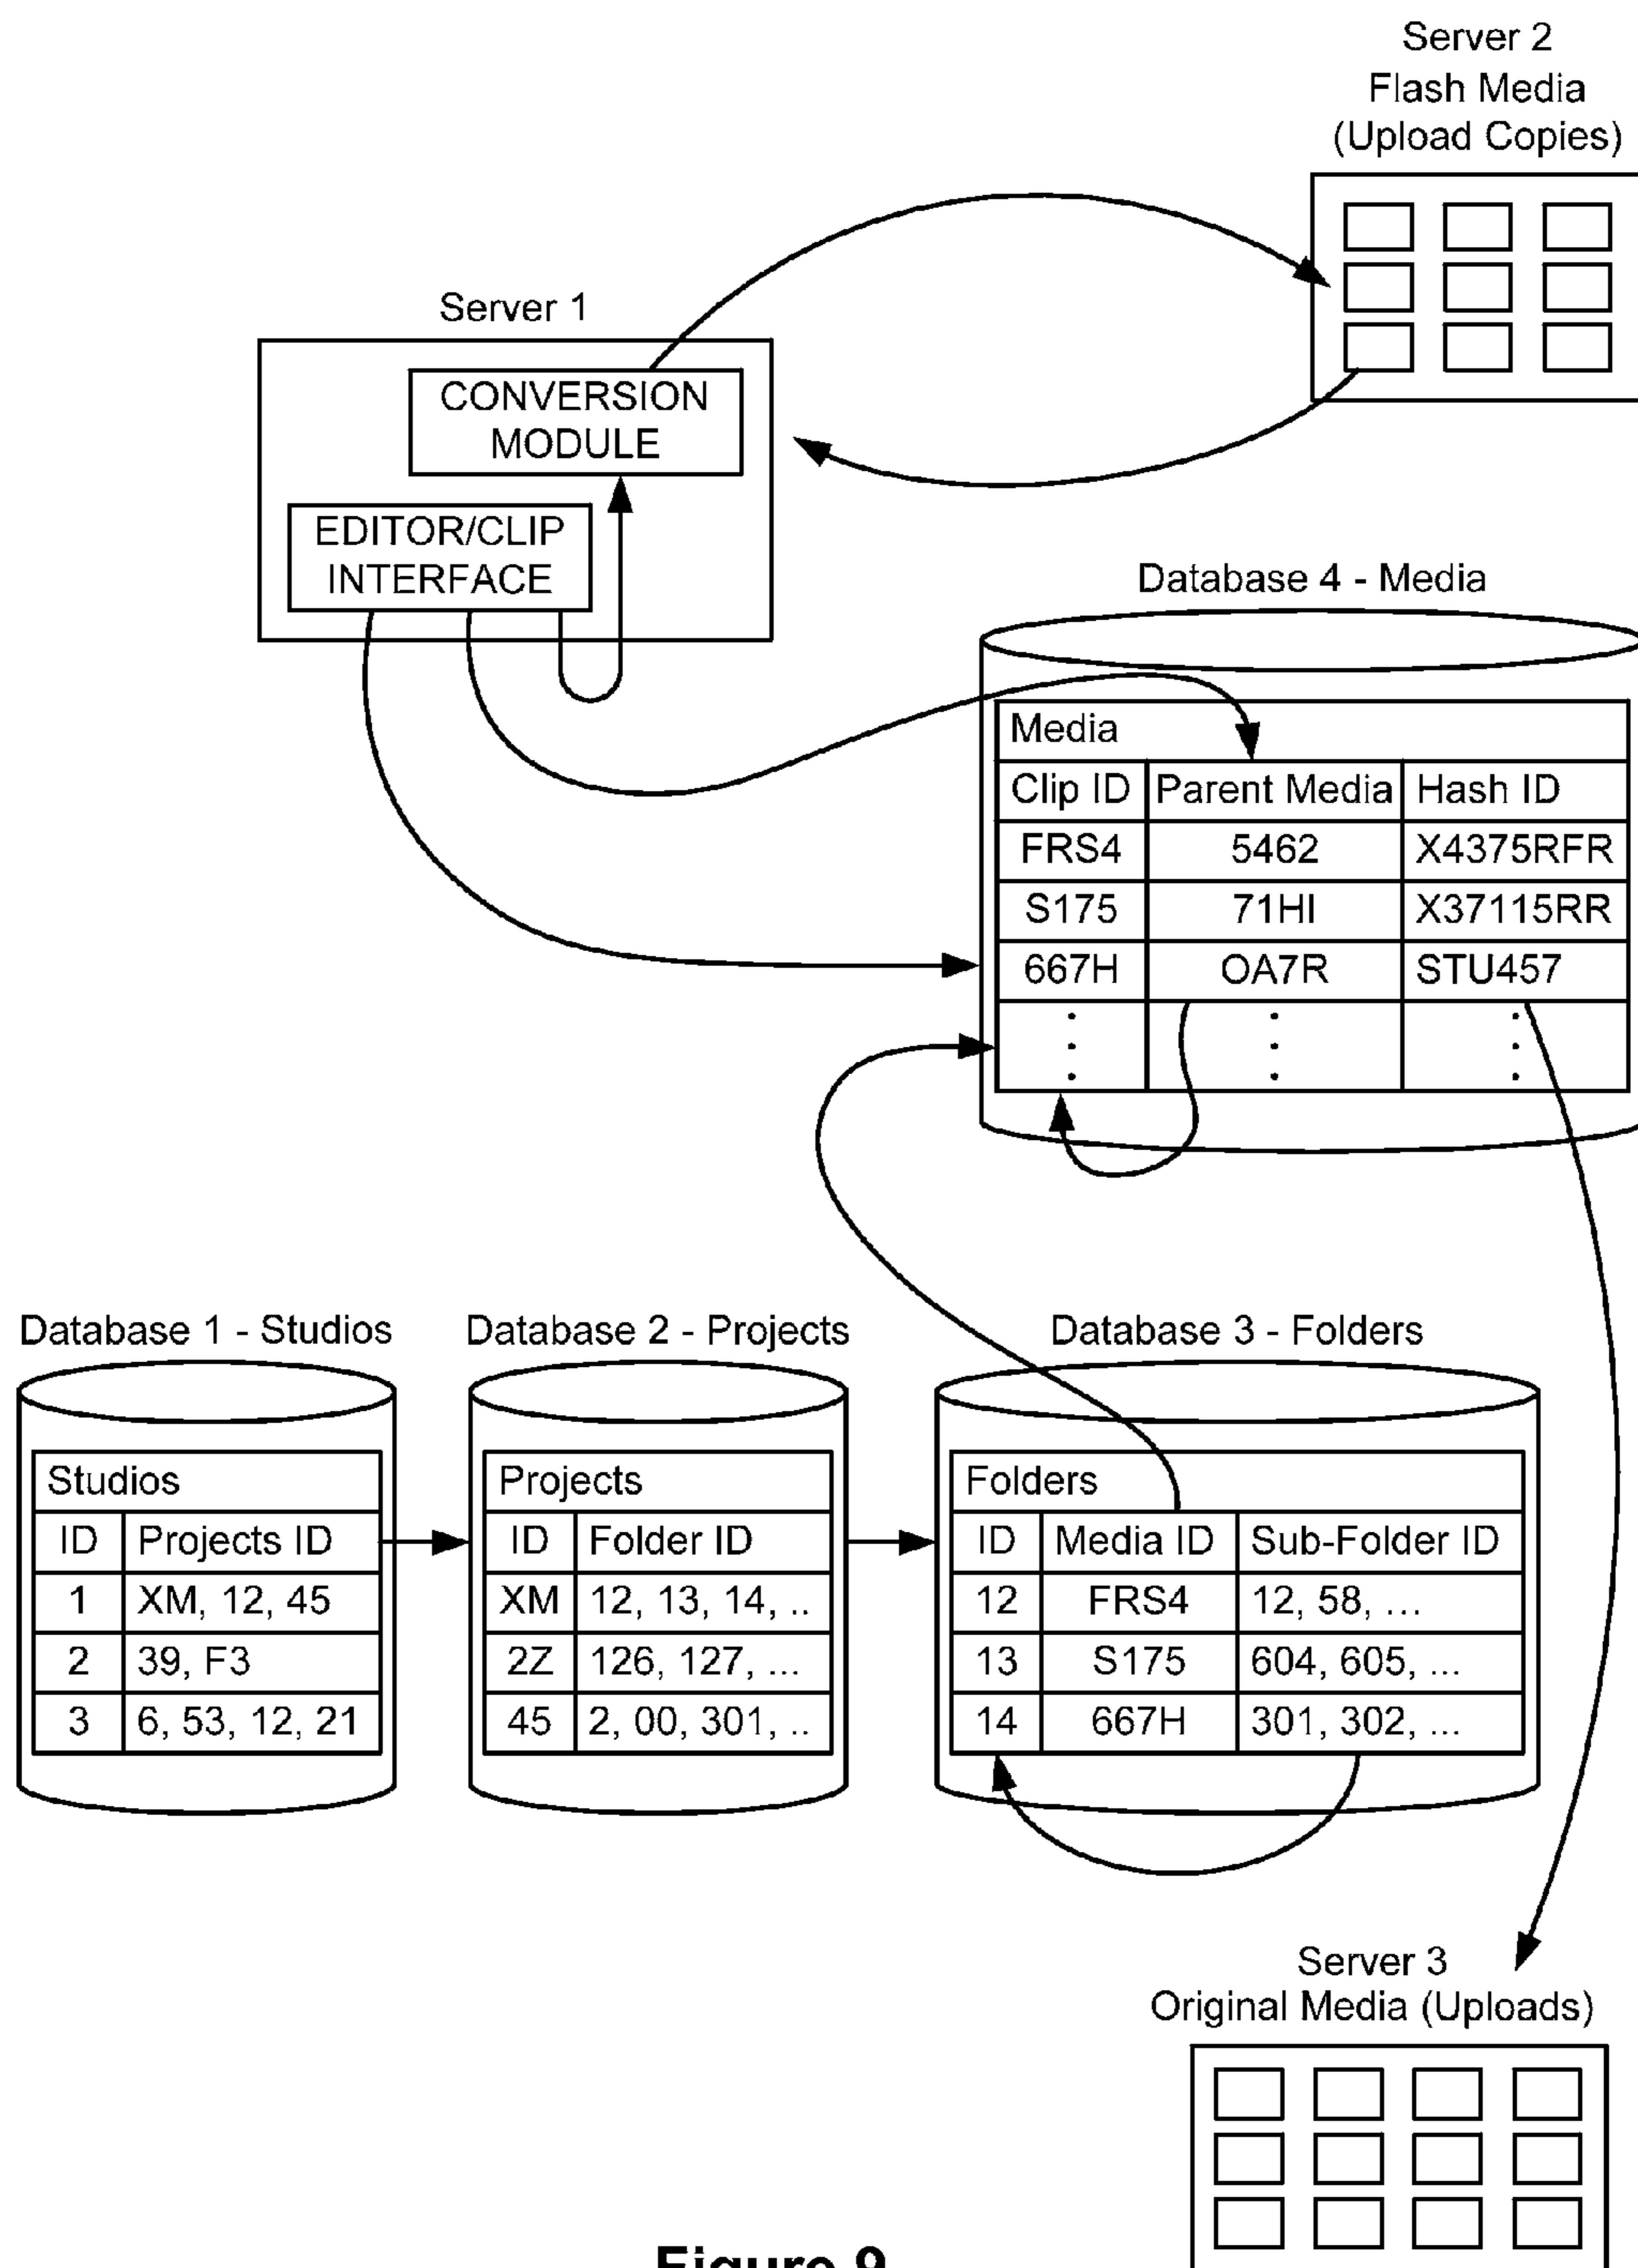 Server 2
Flash Media
(Upload Copies)
Server 1
CONVERSION
MODULE
EDITOR/CLIP
INTERFACE
Database 4 - Media
Media
Clip ID Parent Media Hash ID
FRS4 5462 X4375RFR
S175 71HI X37115RR
667H OA7R STU457
Database 1 - Studios
Studios
ID Projects ID
1 XM, 12, 45
2 39, F3
3 6, 53, 12, 21
Database 2 - Projects
Projects
ID Folder ID
XM 12, 13, 14, ..
2Z 126, 127, ...
45 2, 00, 301, ..
Database 3 - Folders
Folders
ID Media ID Sub-Folder ID
12 FRS4 12, 58, ...
13 S175 604, 605, ...
14 667H 301, 302, ...
Server 3
Original Media (Uploads)
Figure 9